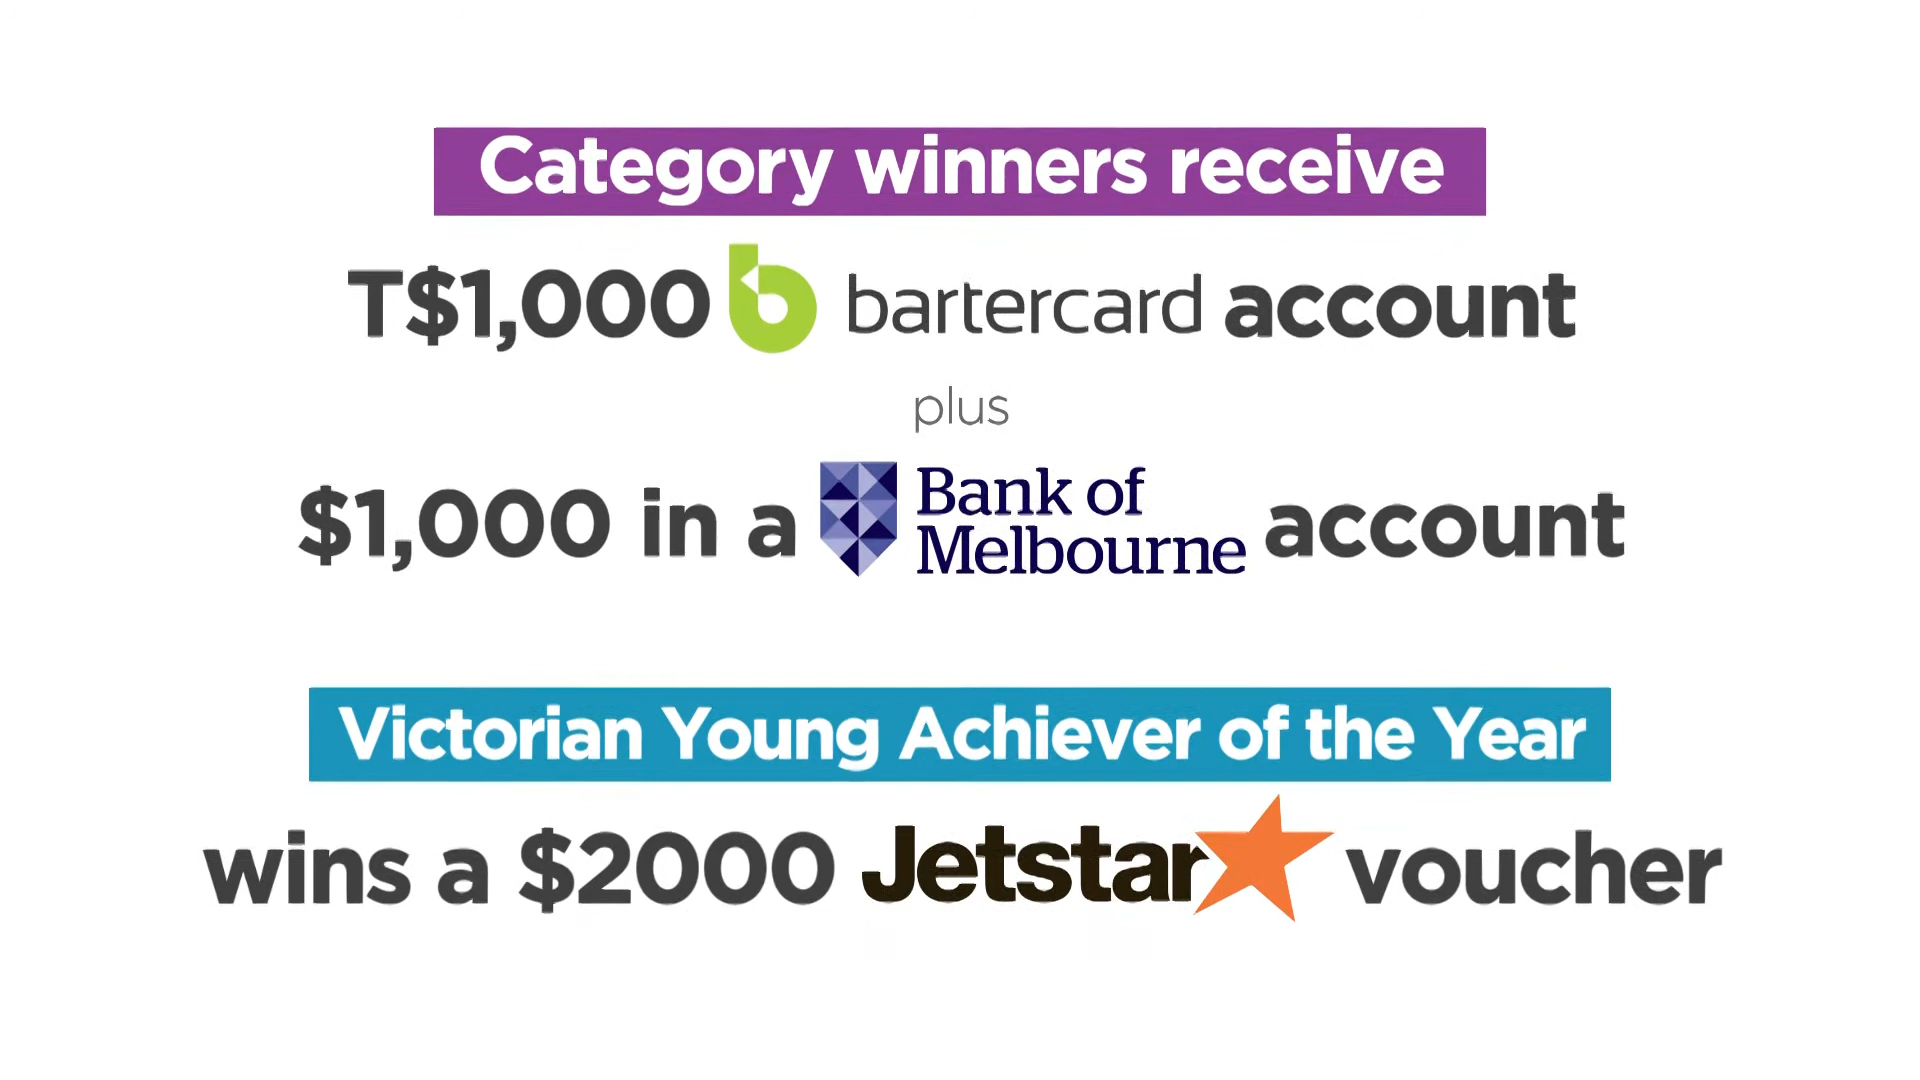 Category winners receive
T$1,000 bartercard account
plus
$1,000 in a Bank of Melbourne account
Victorian Young Achiever of the Year
wins a $2000 Jetstar voucher